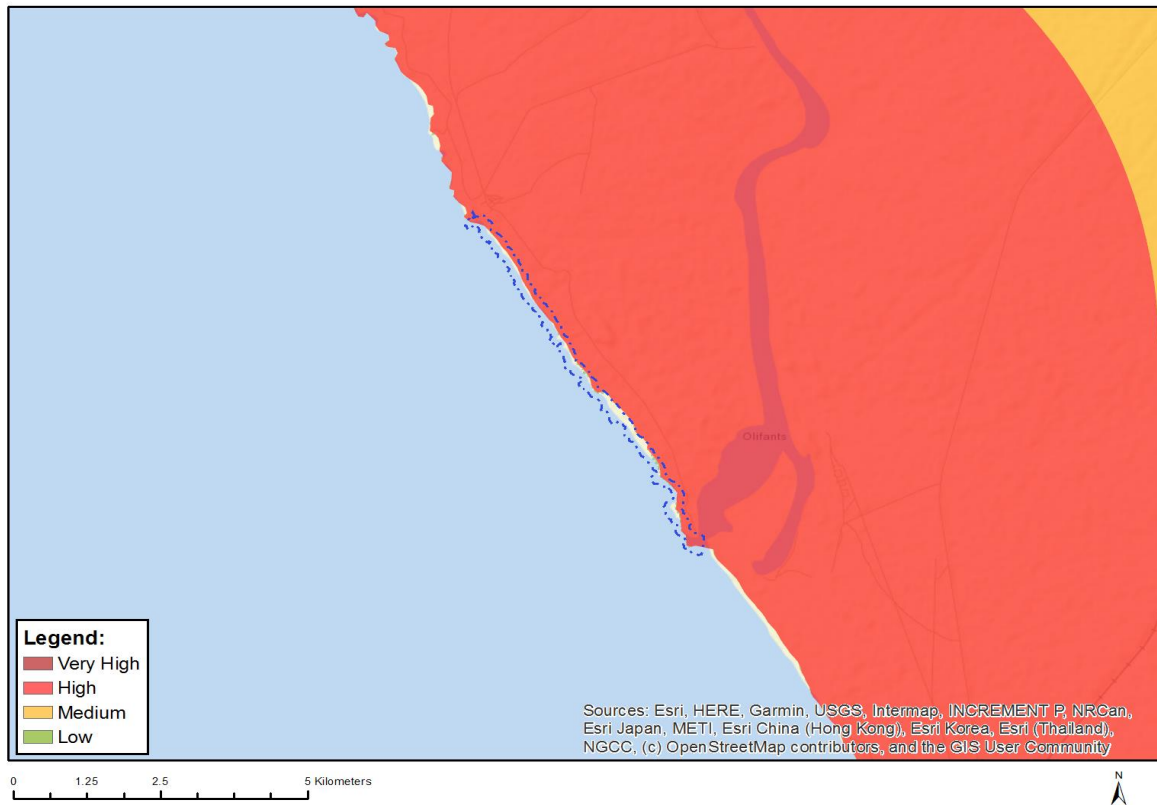 Olifants
Legend:
Very High
High
Medium
Low
Sources: Esri, HERE, Garmin, USGS, Intermap, INCREMENT P, NRCan,
Esri Japan, METI, Esri China (Hong Kong), Esri Korea, Esri (Thailand),
NGCC, (c) OpenStreetMap contributors, and the GIS User Community
0 1.25 2.5 5 Kilometers
N